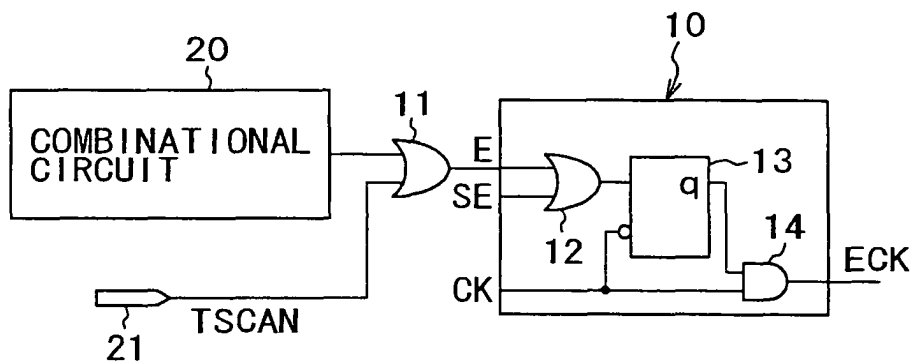 10
20
COMBINATIONAL
CIRCUIT
11
E
SE
12
q
13
14
CK
ECK
TSCAN
21